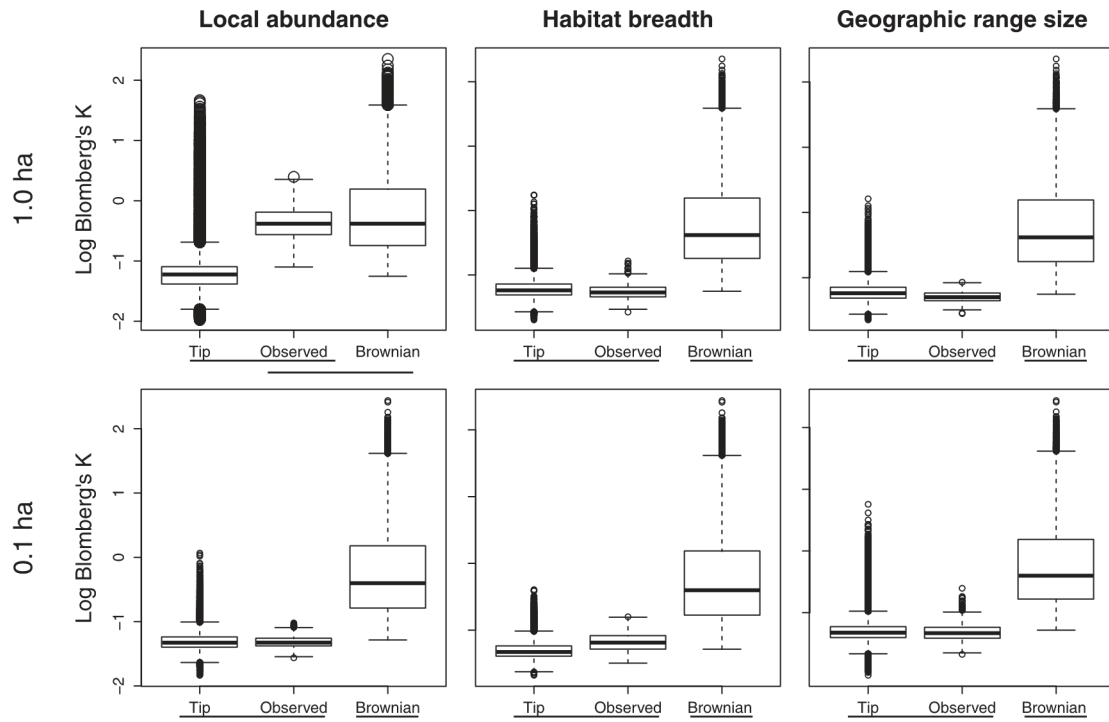 Local abundance Habitat breadth Geographic range size
1.0 ha
Log Blomberg's K
2
1
0
-1
-2
Tip Observed Brownian Tip Observed Brownian Tip Observed Brownian
0.1 ha
Log Blomberg's K
2
1
0
-1
-2
Tip Observed Brownian Tip Observed Brownian Tip Observed Brownian